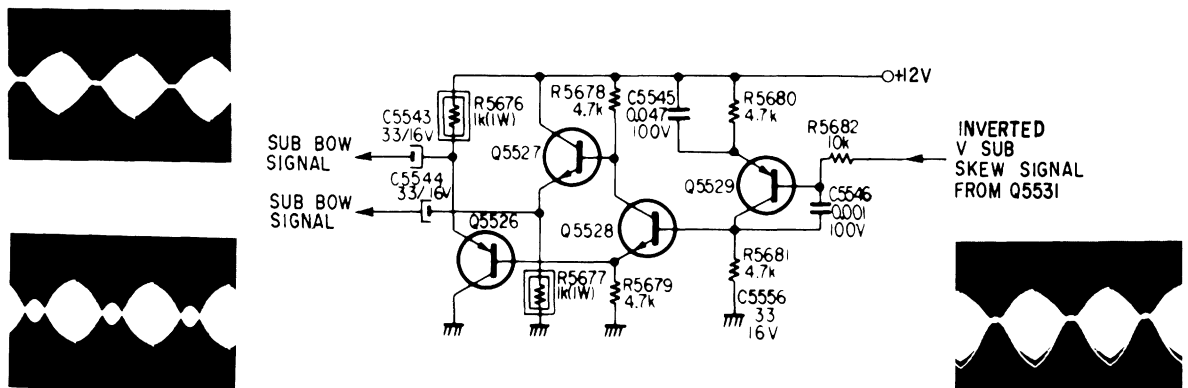 +12V
R5676
1k(1W)
R5678
4.7k
C5545
0.047
100V
R5680
4.7k
C5543
33/16V
R5682
10k
INVERTED
V SUB
SKEW SIGNAL
FROM Q5531
SUB BOW
SIGNAL
Q5527
Q5529
C5544
33/16V
SUB BOW
SIGNAL
Q5526
Q5528
C5546
0.001
100V
R5677
1k(1W)
R5679
4.7k
R5681
4.7k
C5556
33
16V